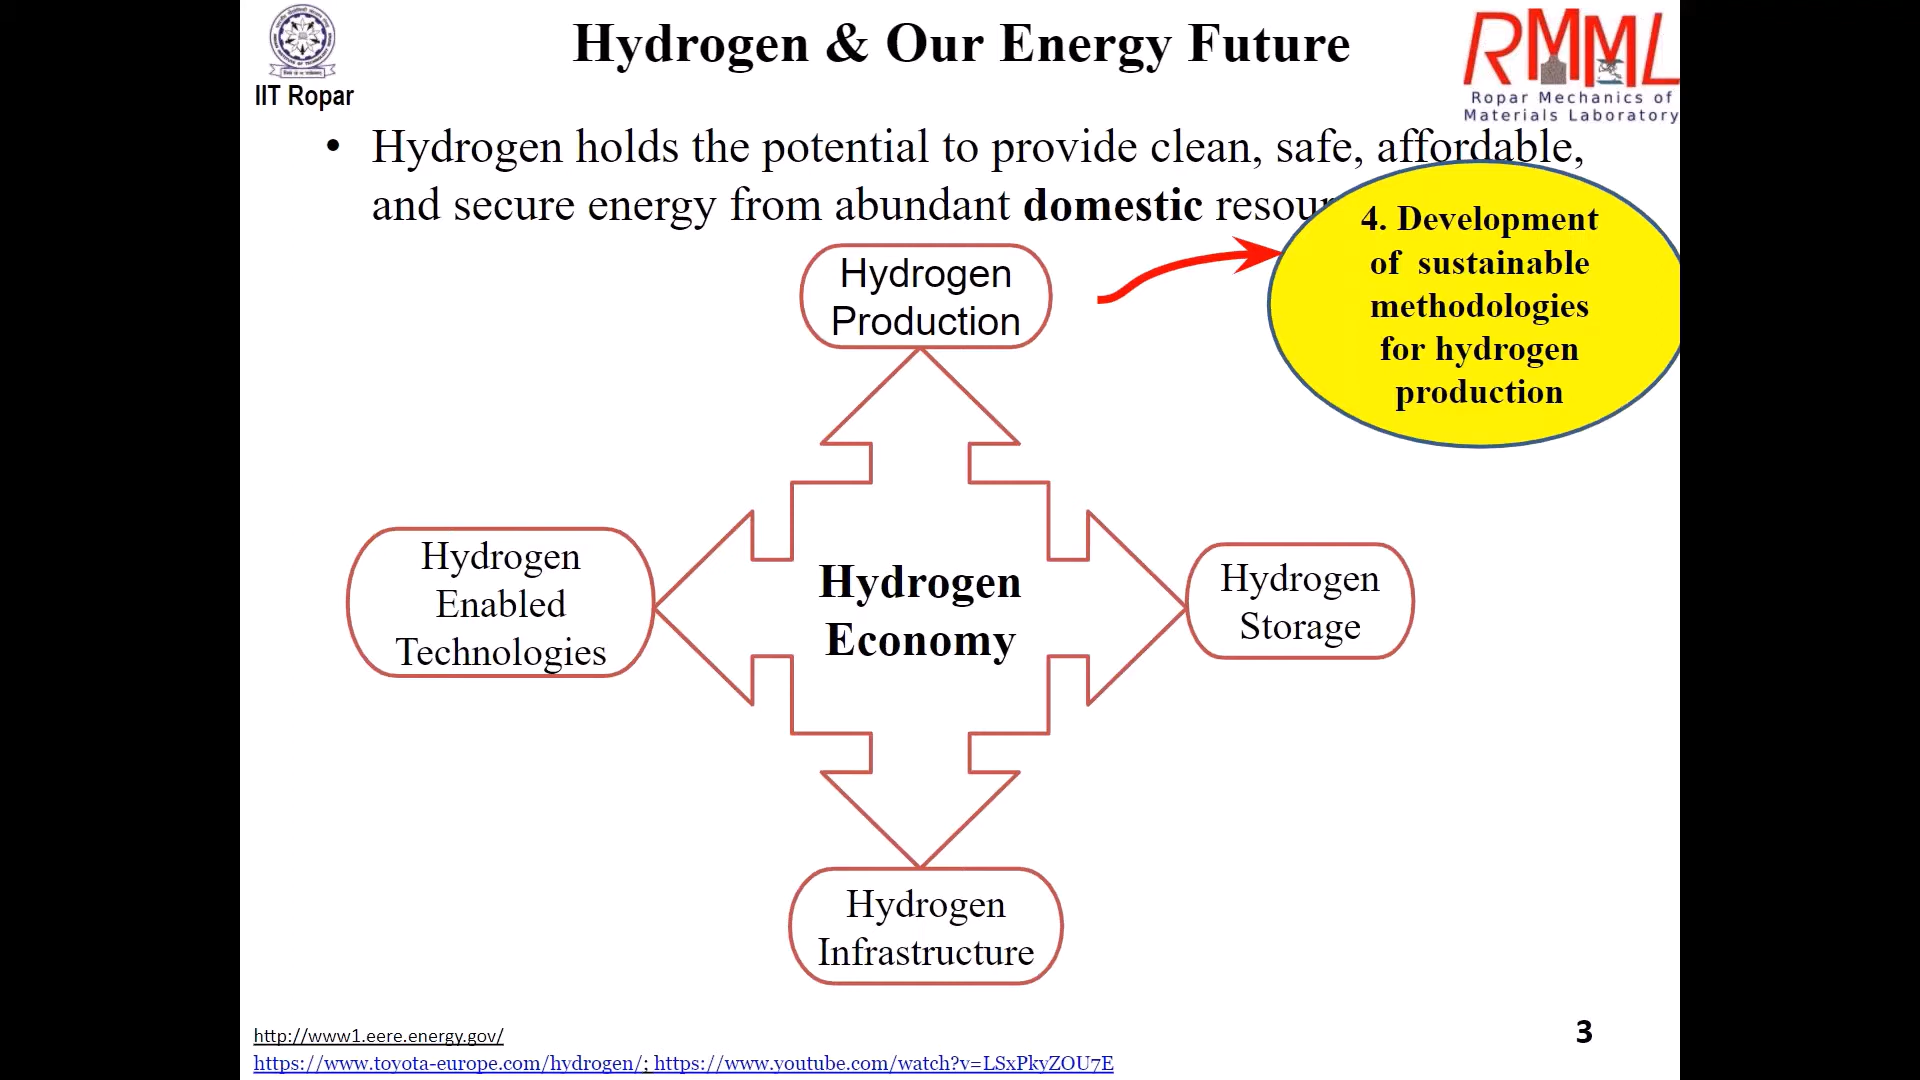 Hydrogen & Our Energy Future
IIT Ropar
RMML
Ropar Mechanics of
Materials Laboratory
• Hydrogen holds the potential to provide clean, safe, affordable,
and secure energy from abundant domestic
4. Development
of sustainable
methodologies
for hydrogen
production
Hydrogen
Production
Hydrogen
Enabled
Technologies
Hydrogen
Economy
Hydrogen
Storage
Hydrogen
Infrastructure
http://www1.eere.energy.gov/
https://www.toyota-europe.com/hydrogen/; https://www.youtube.com/watch?v=LSxPkyZOU7E
3